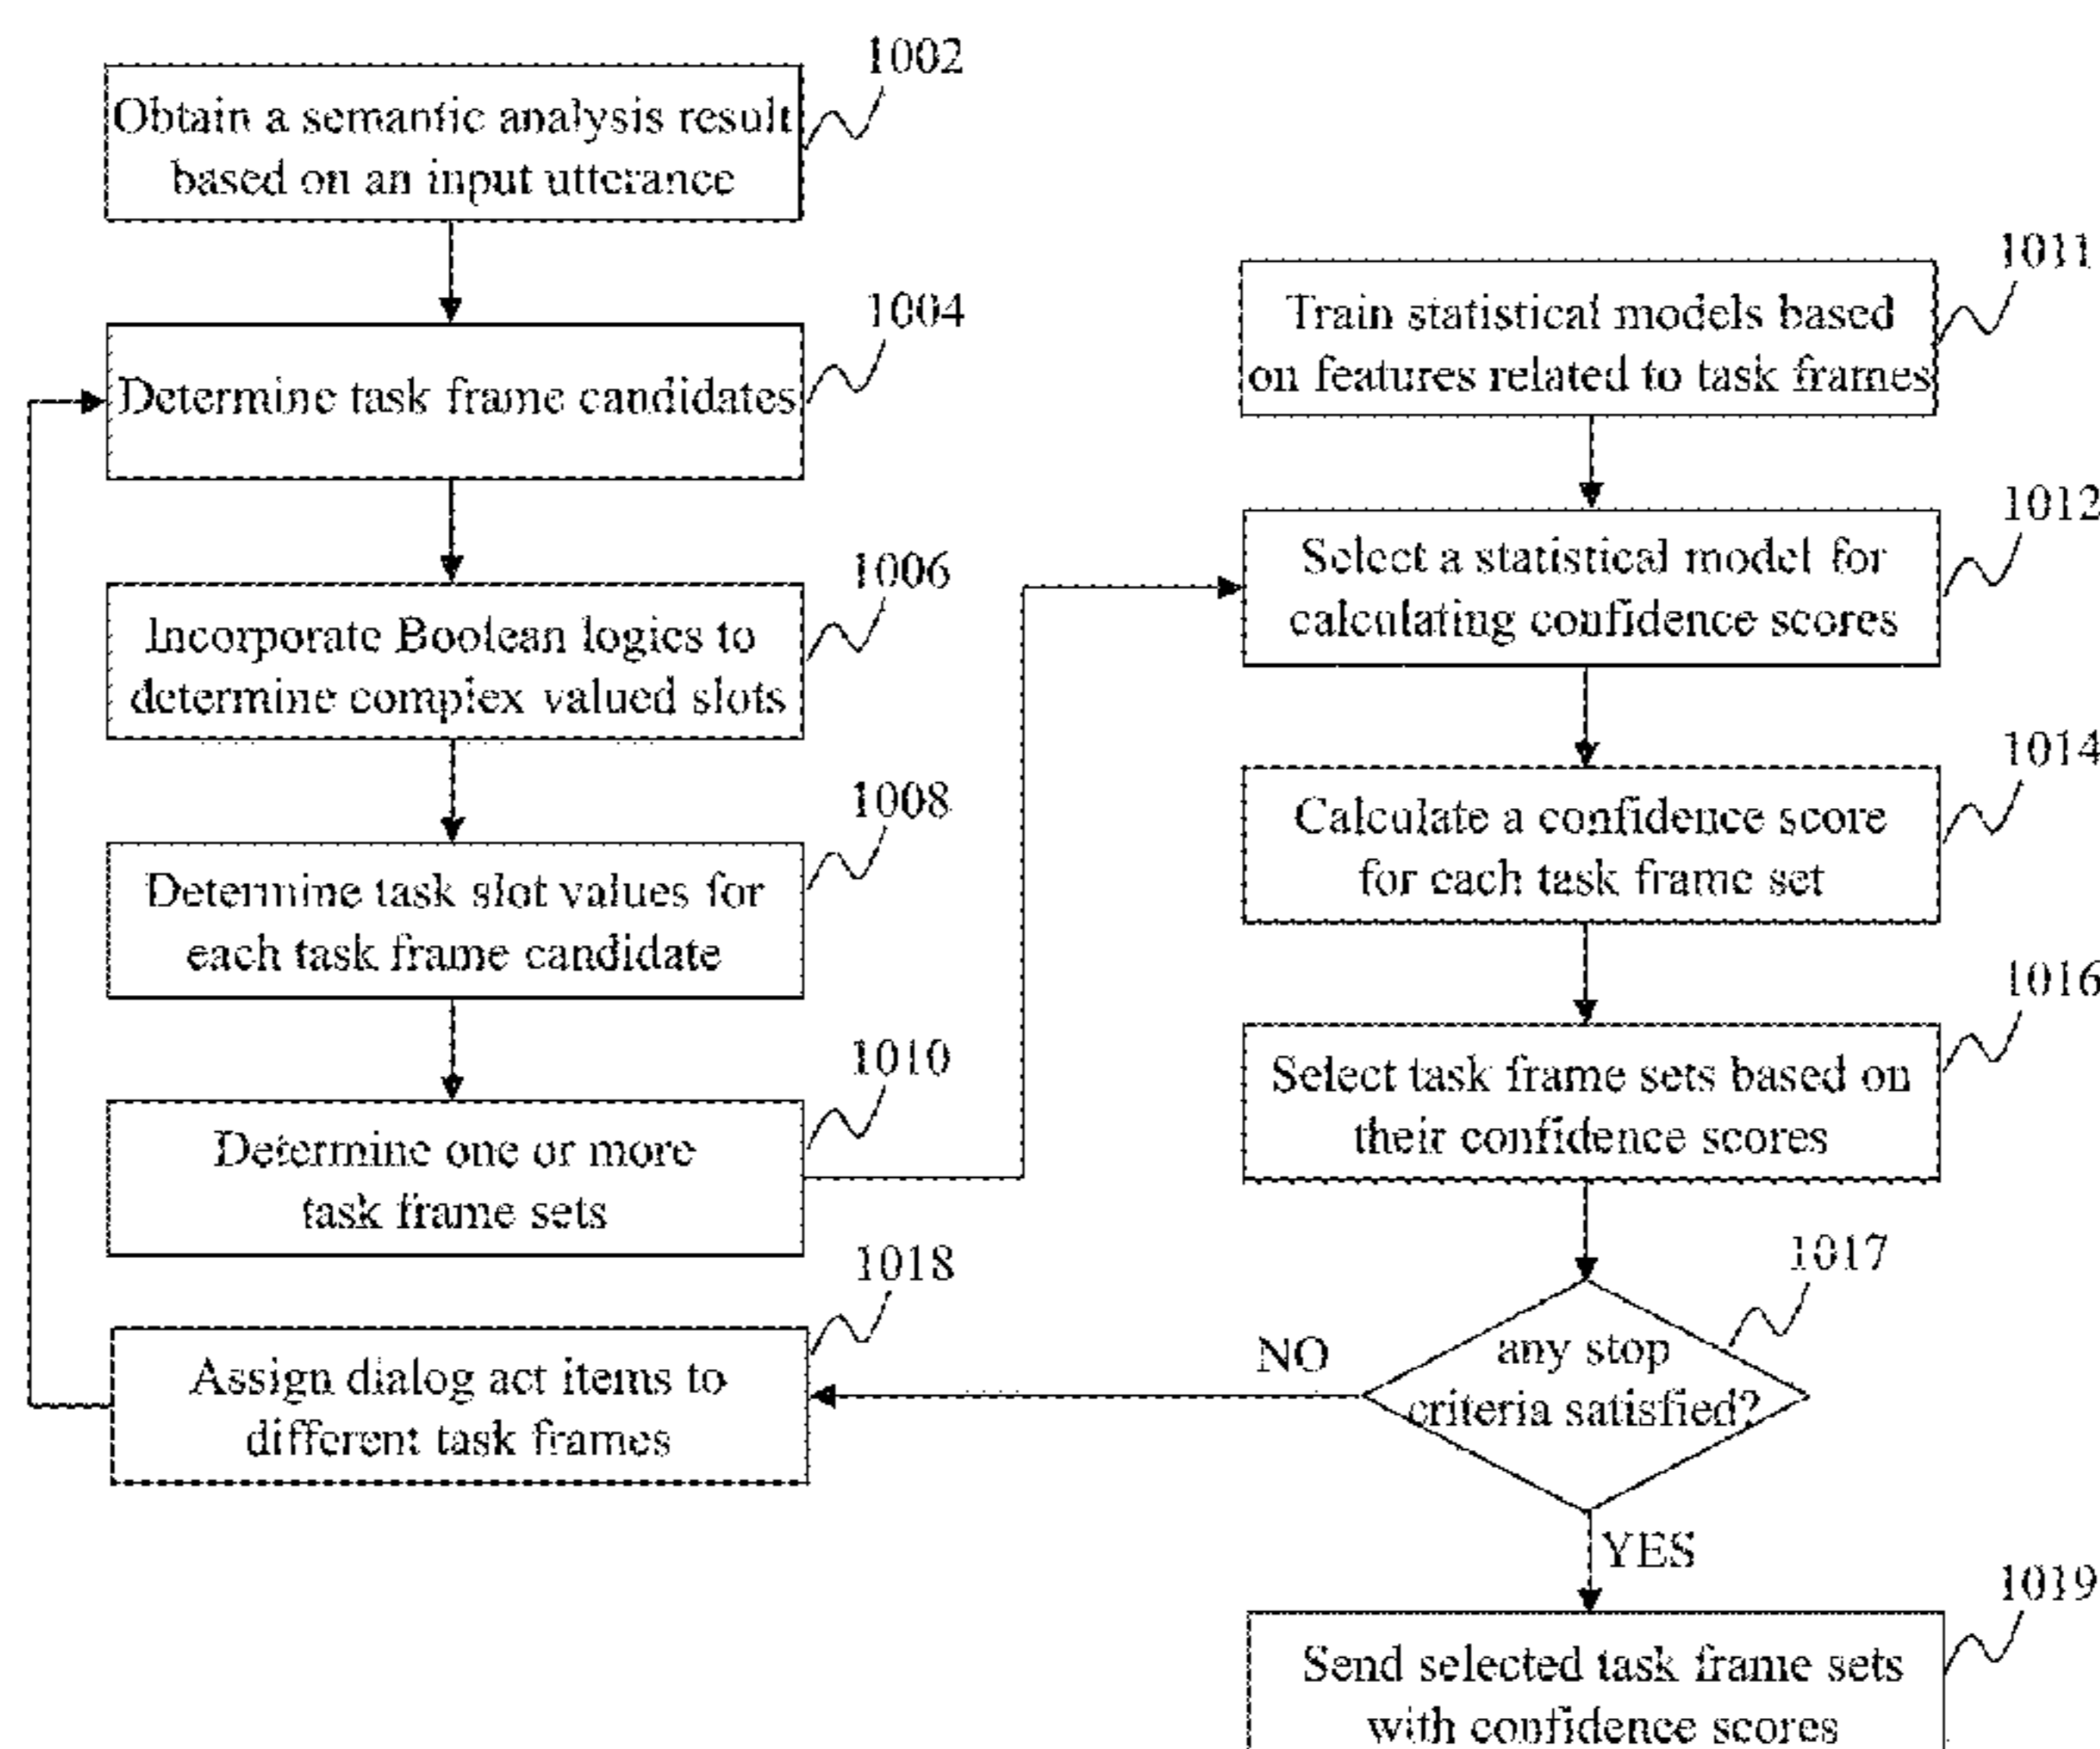 1002
Obtain a semantic analysis result
based on an input utterance
1004
Determine task frame candidates
1006
Incorporate Boolean logics to
determine complex valued slots
1008
Determine task slot values for
each task frame candidate
1010
Determine one or more
task frame sets
1018
Assign dialog act items to
different task frames
1011
Train statistical models based
on features related to task frames
1012
Select a statistical model for
calculating confidence scores
1014
Calculate a confidence score
for each task frame set
1016
Select task frame sets based on
their confidence scores
1017
any stop
criteria satisfied?
NO
YES
1019
Send selected task frame sets
with confidence scores